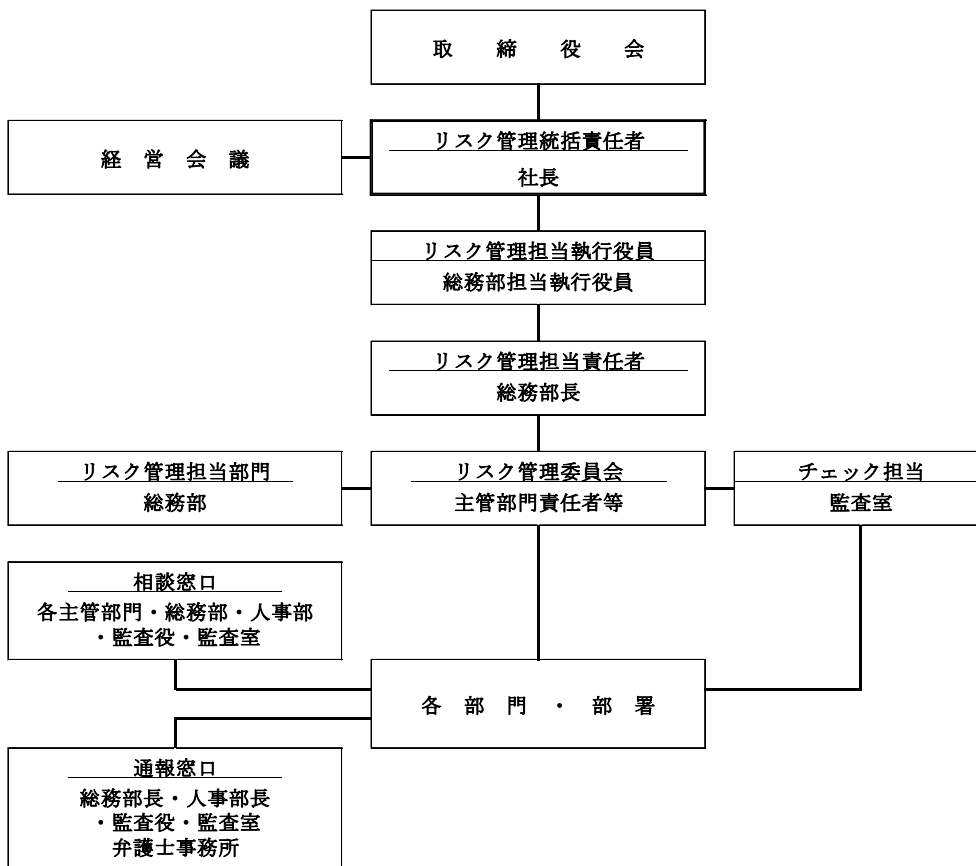 取締役会
リスク管理統括責任者
社長
経営会議
リスク管理担当執行役員
総務部担当執行役員
リスク管理担当責任者
総務部長
リスク管理担当部門
総務部
リスク管理委員会
主管部門責任者等
チェック担当
監査室
相談窓口
各主管部門・総務部・人事部
・監査役・監査室
各部門・部署
通報窓口
総務部長・人事部長
・監査役・監査室
弁護士事務所